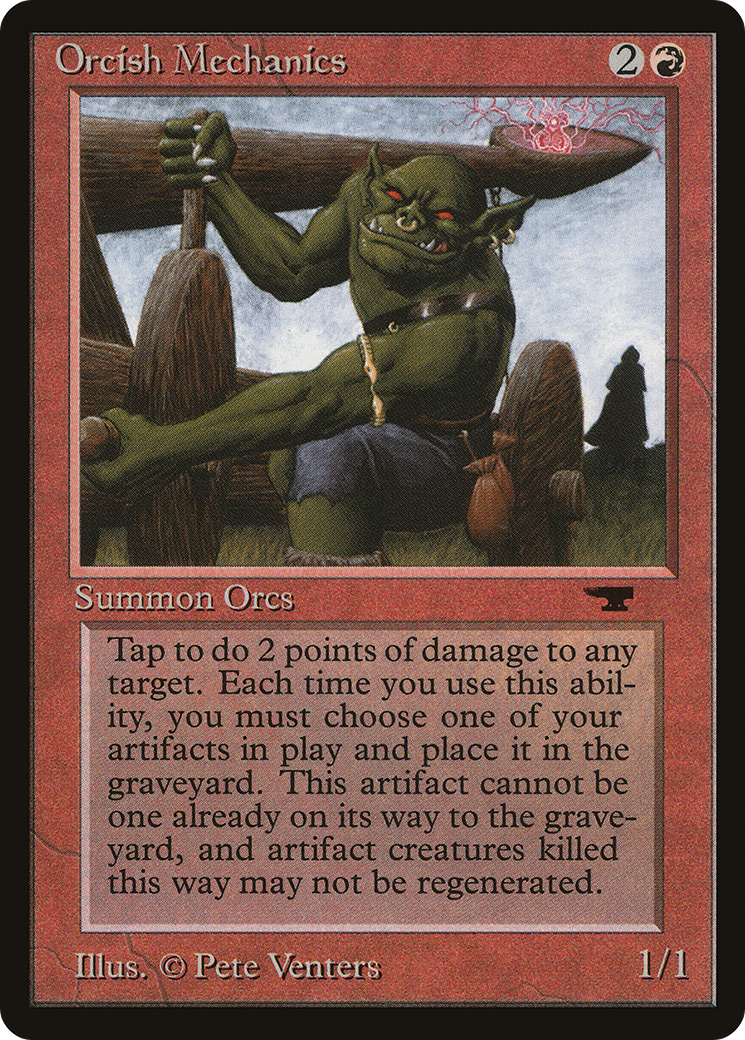 Orcish Mechanics
2
Summon Orcs
Tap to do 2 points of damage to any
target. Each time you use this abil-
ity, you must choose one of your
artifacts in play and place it in the
graveyard. This artifact cannot be
one already on its way to the grave-
yard, and artifact creatures killed
this way may not be regenerated.
Illus. © Pete Venters
1/1